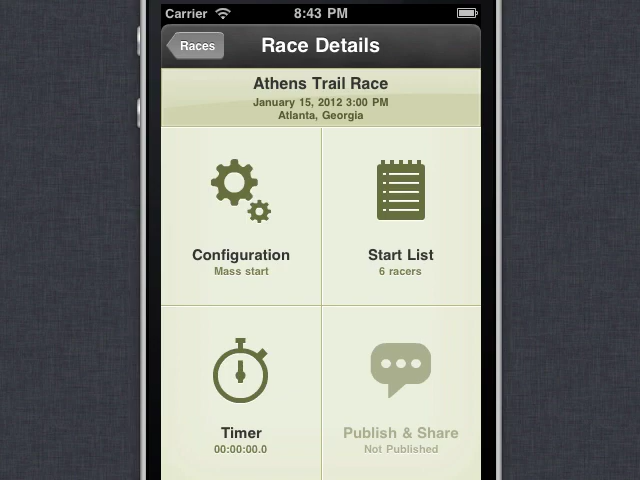 Carrier 8:43 PM
Races Race Details
Athens Trail Race
January 15, 2012 3:00 PM
Atlanta, Georgia
Configuration
Mass start
Start List
6 racers
Timer
00:00:00.0
Publish & Share
Not Published